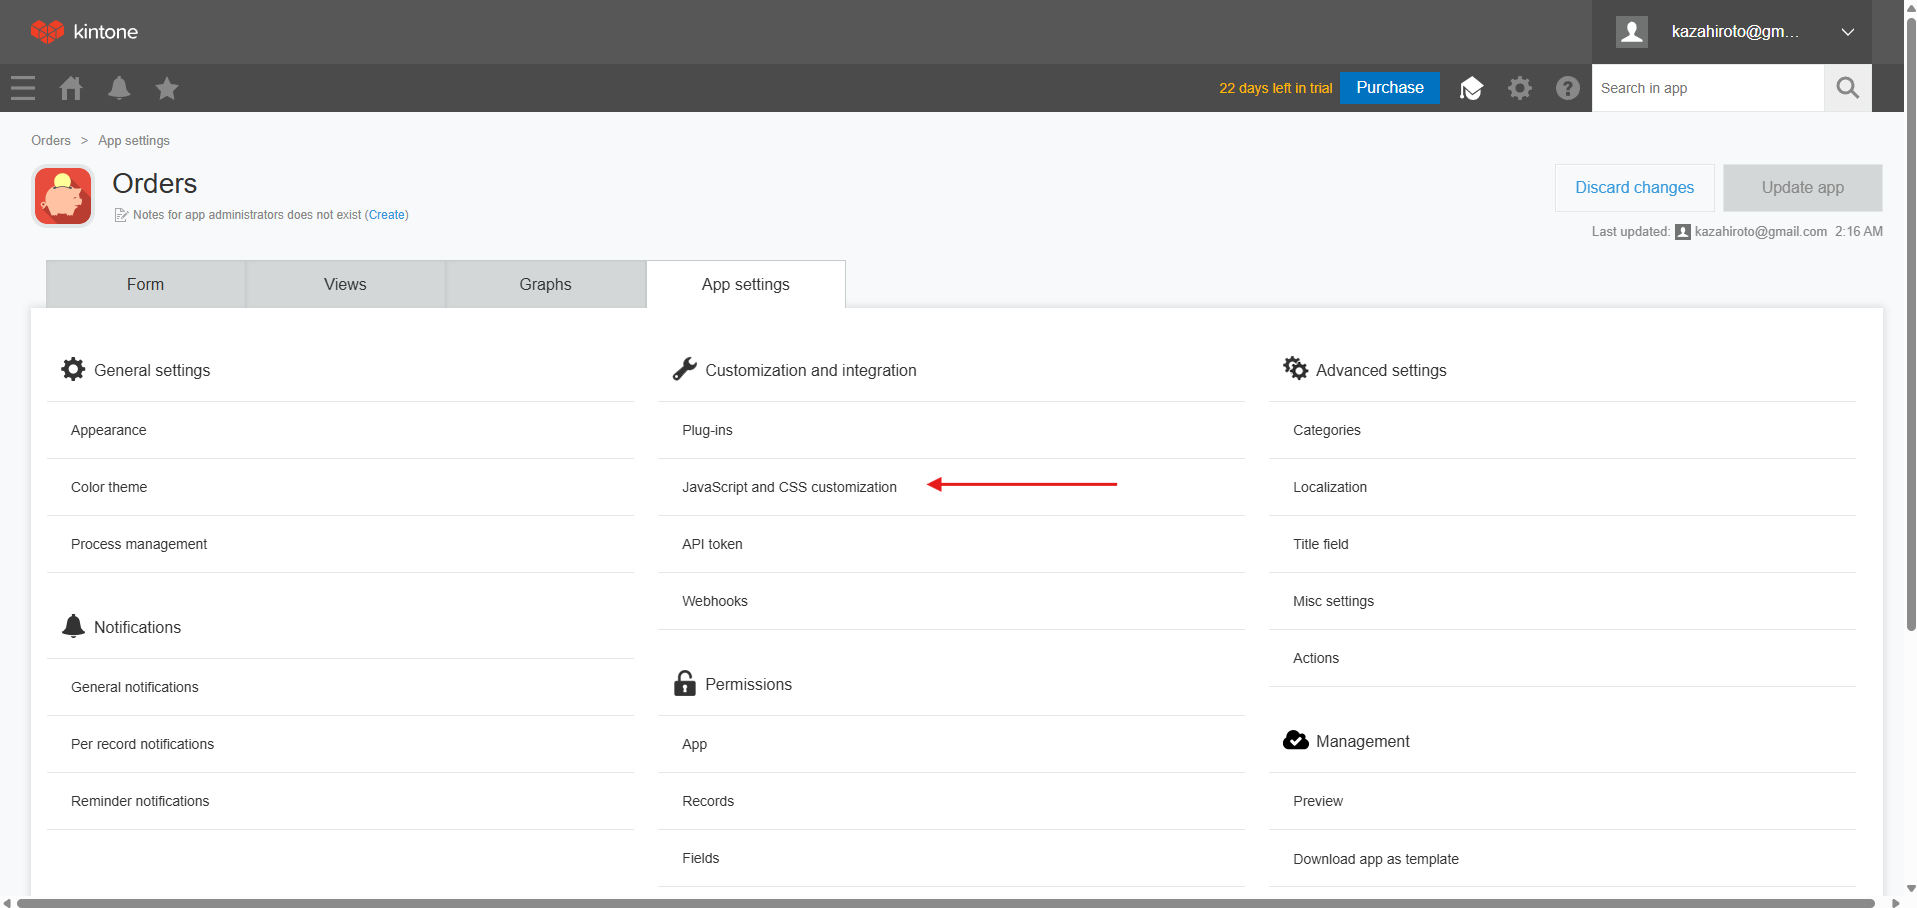 kintone
kazahiroto@gm...
22 days left in trial
Purchase
?
Search in app
Orders > App settings
Orders
Notes for app administrators does not exist (Create)
Discard changes
Update app
Last updated: kazahiroto@gmail.com 2:16 AM
Form
Views
Graphs
App settings
General settings
Appearance
Color theme
Process management
Notifications
General notifications
Per record notifications
Reminder notifications
Customization and integration
Plug-ins
JavaScript and CSS customization
API token
Webhooks
Permissions
App
Records
Fields
Advanced settings
Categories
Localization
Title field
Misc settings
Actions
Management
Preview
Download app as template